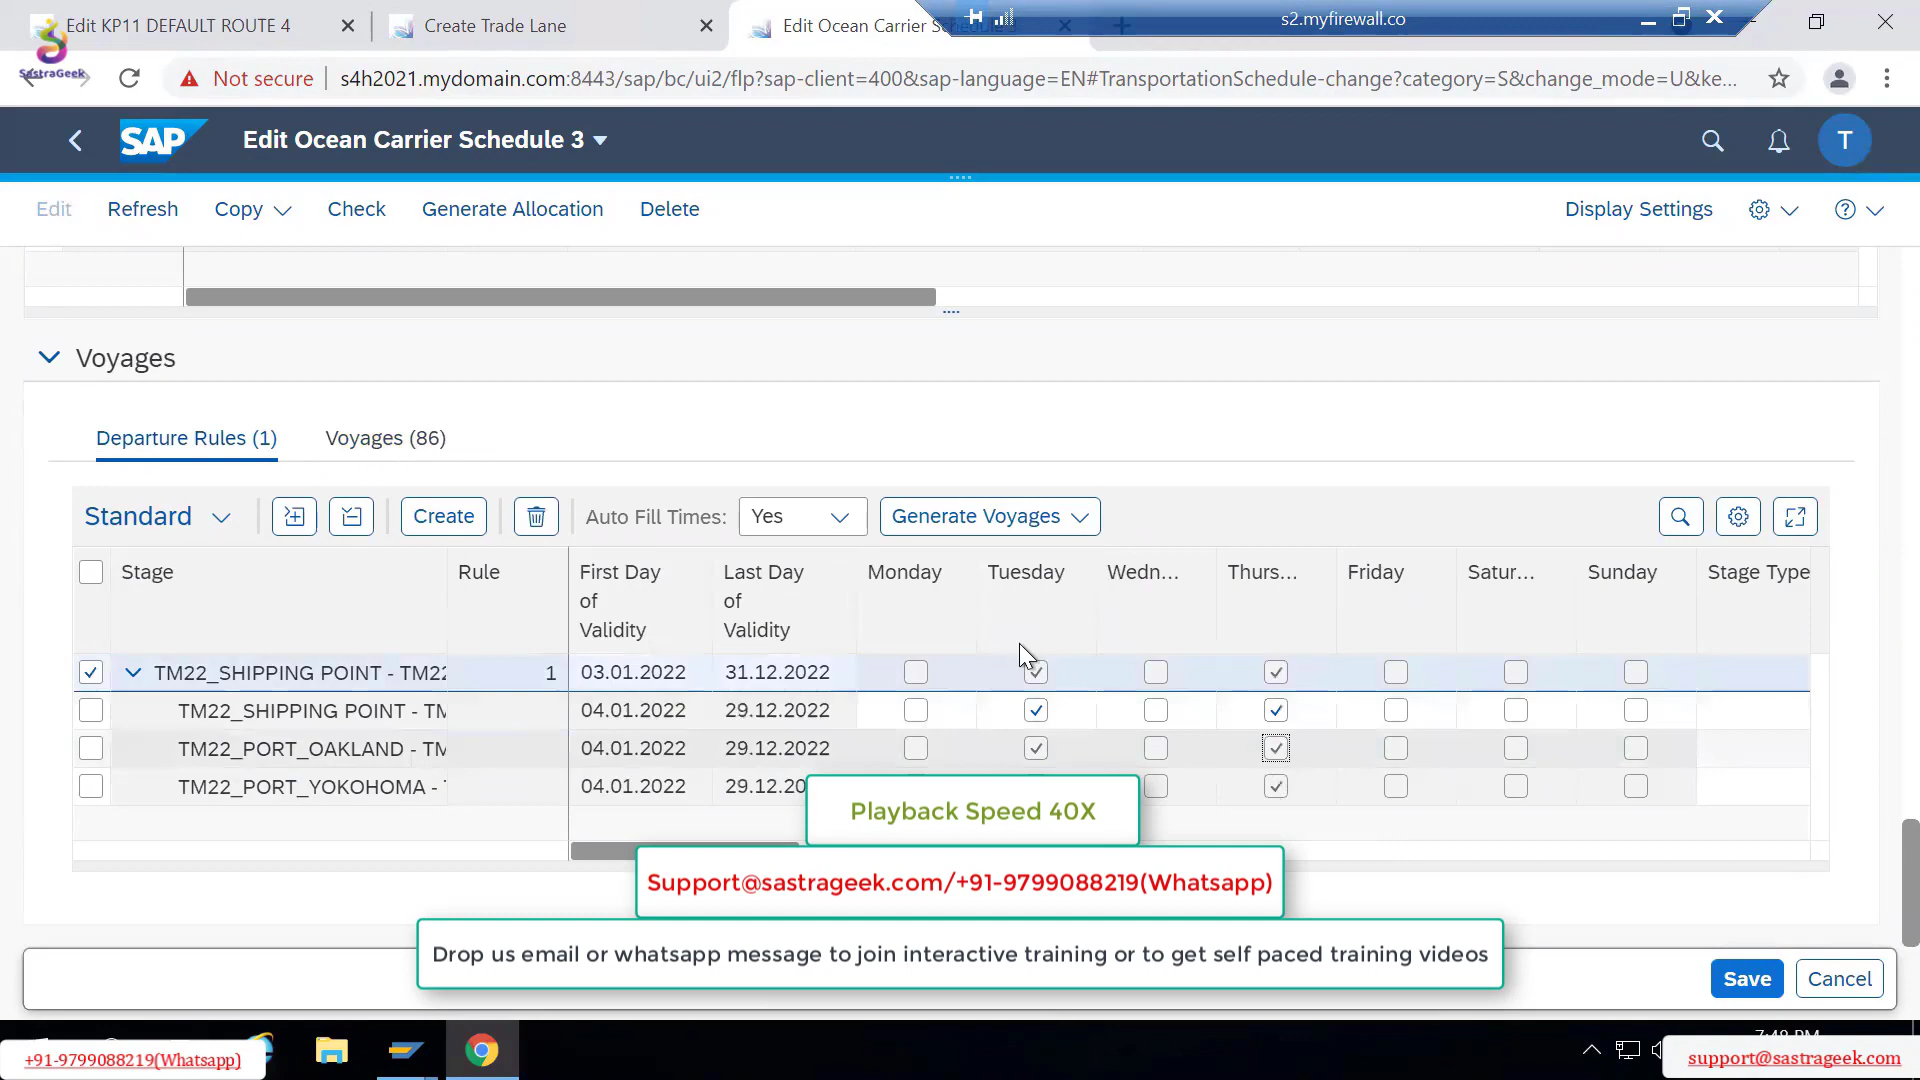 Edit KP11 DEFAULT ROUTE 4
Create Trade Lane
Edit Ocean Carrier Schedule 3
s2.myfirewall.co
SastraGeek
Not secure
s4h2021.mydomain.com:8443/sap/bc/ui2/flp?sap-client=400&sap-language=EN#TransportationSchedule-change?category=S&change_mode=U&ke...
SAP
Edit Ocean Carrier Schedule 3
T
Edit
Refresh
Copy
Check
Generate Allocation
Delete
Display Settings
Voyages
Departure Rules (1)
Voyages (86)
Standard
Create
Auto Fill Times:
Yes
Generate Voyages
Stage
Rule
First Day of Validity
Last Day of Validity
Monday
Tuesday
Wedn...
Thurs...
Friday
Satur...
Sunday
Stage Type
TM22_SHIPPING POINT - TM22
1
03.01.2022
31.12.2022
TM22_SHIPPING POINT - TM
04.01.2022
29.12.2022
TM22_PORT_OAKLAND - TM
04.01.2022
29.12.2022
TM22_PORT_YOKOHOMA -
04.01.2022
29.12.20
Playback Speed 40X
Support@sastrageek.com/+91-9799088219(Whatsapp)
Drop us email or whatsapp message to join interactive training or to get self paced training videos
Save
Cancel
+91-9799088219(Whatsapp)
support@sastrageek.com